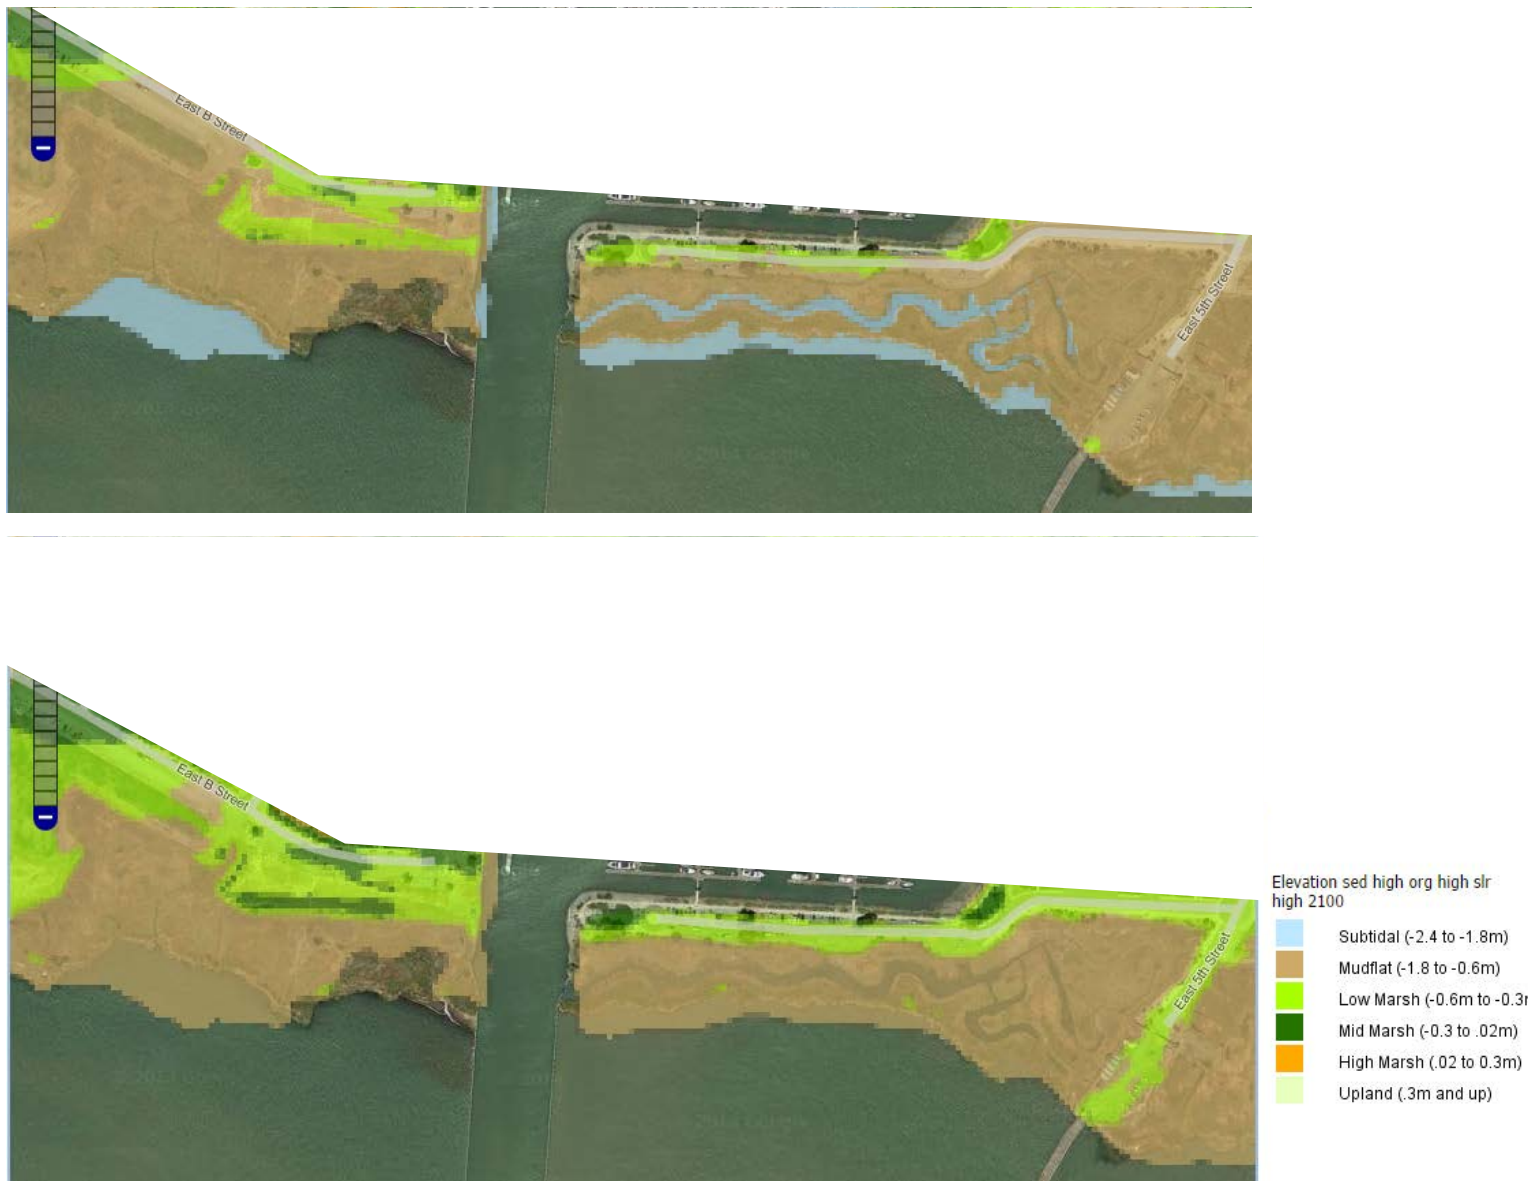 East B Street
East 5th Street
East B Street
East 5th Street
Elevation sed high org high slr
high 2100
Subtidal (-2.4 to -1.8m)
Mudflat (-1.8 to -0.6m)
Low Marsh (-0.6m to -0.3
Mid Marsh (-0.3 to .02m)
High Marsh (.02 to 0.3m)
Upland (.3m and up)